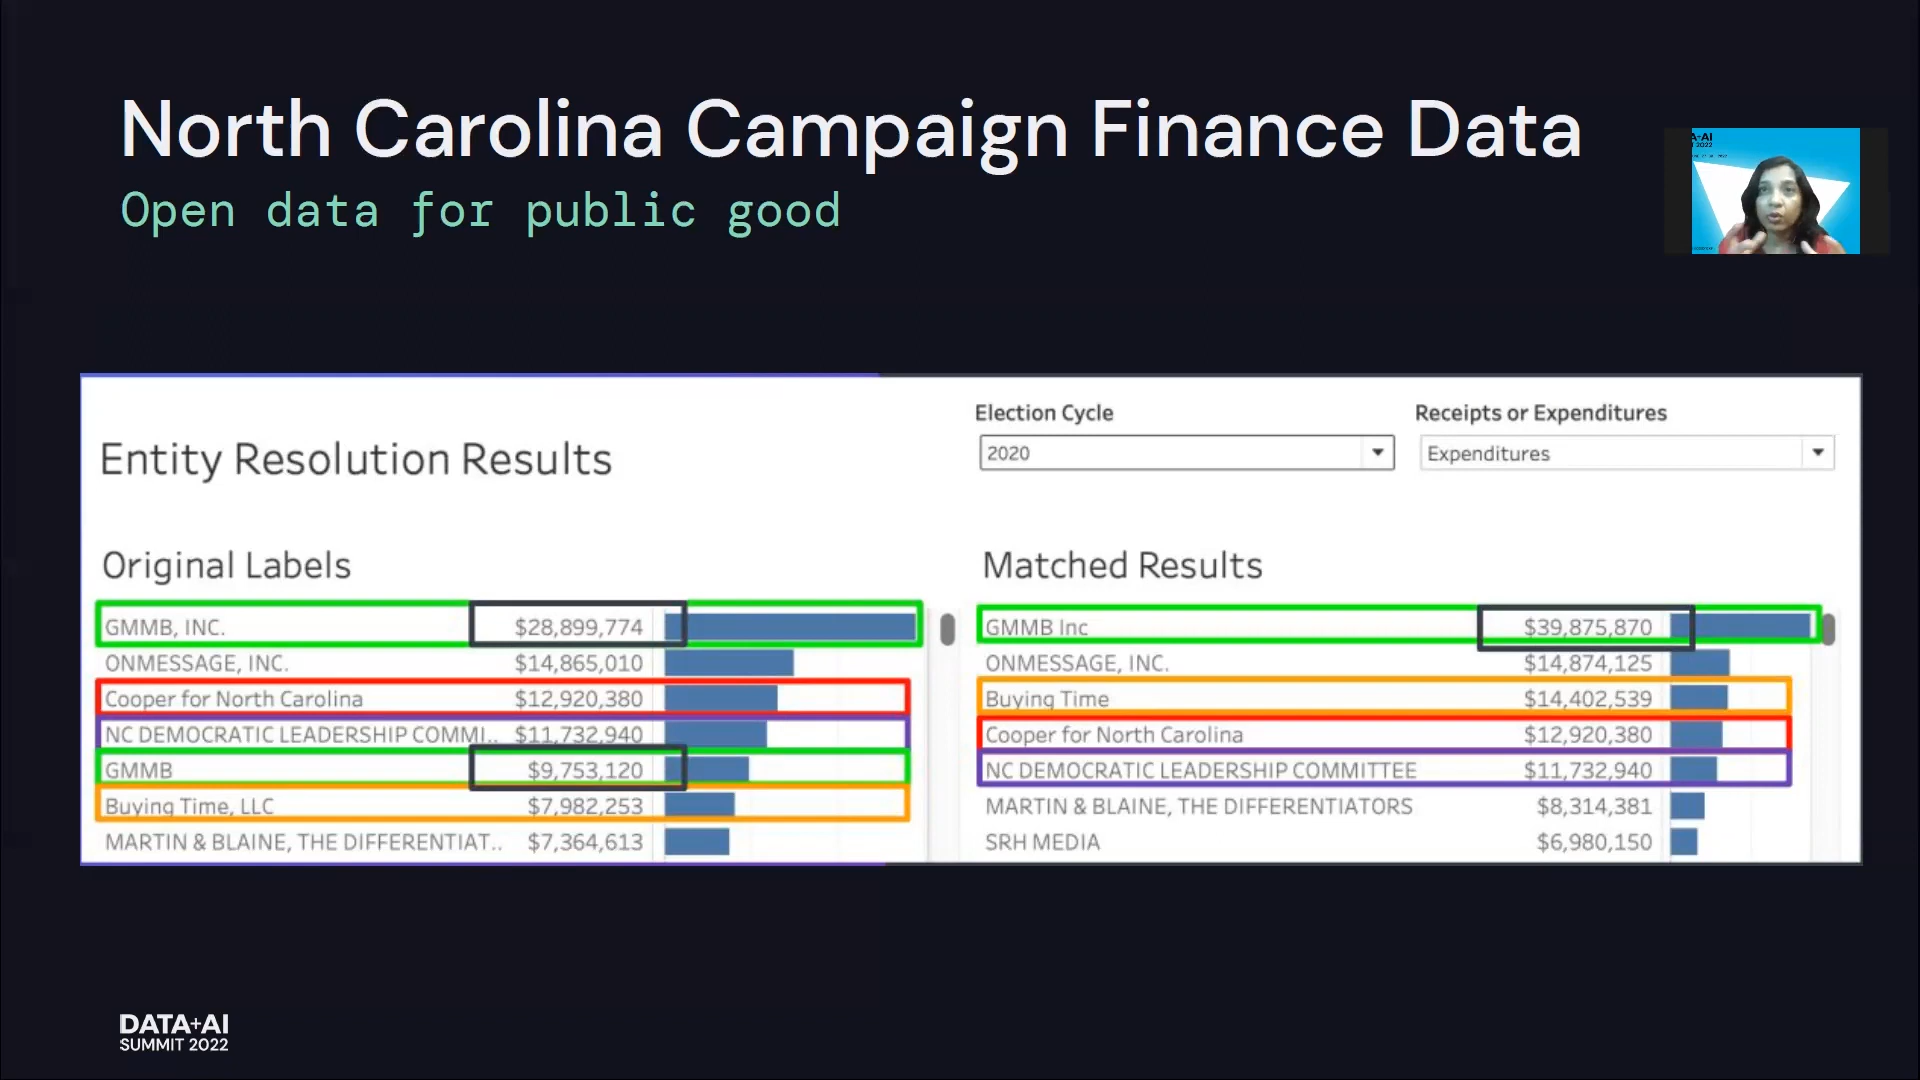 North Carolina Campaign Finance Data
Open data for public good
Entity Resolution Results
Election Cycle
2020
Receipts or Expenditures
Expenditures
Original Labels
GMMB, INC. $28,899,774
ONMESSAGE, INC. $14,865,010
Cooper for North Carolina $12,920,380
NC DEMOCRATIC LEADERSHIP COMMI.. $11,732,940
GMMB $9,753,120
Buying Time, LLC $7,982,253
MARTIN & BLAINE, THE DIFFERENTIAT.. $7,364,613
Matched Results
GMMB Inc $39,875,870
ONMESSAGE, INC. $14,874,125
Buying Time $14,402,539
Cooper for North Carolina $12,920,380
NC DEMOCRATIC LEADERSHIP COMMITTEE $11,732,940
MARTIN & BLAINE, THE DIFFERENTIATORS $8,314,381
SRH MEDIA $6,980,150
DATA+AI
SUMMIT 2022